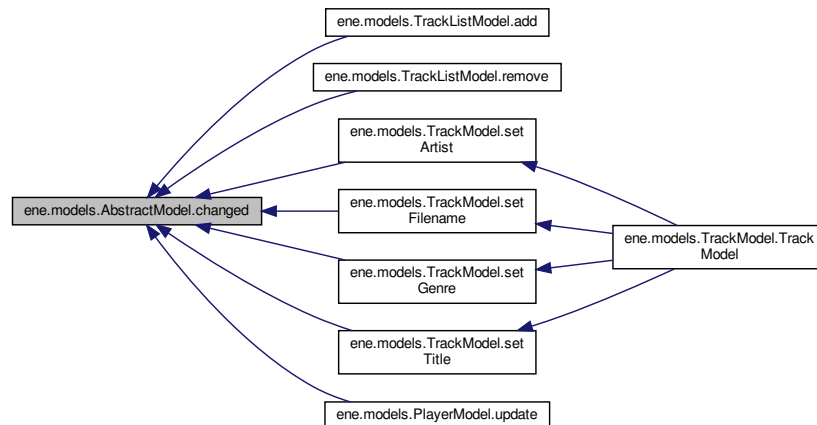 ene.models.TrackListModel.add
ene.models.TrackListModel.remove
ene.models.TrackModel.set
Artist
ene.models.AbstractModel.changed
ene.models.TrackModel.set
Filename
ene.models.TrackModel.Track
Model
ene.models.TrackModel.set
Genre
ene.models.TrackModel.set
Title
ene.models.PlayerModel.update